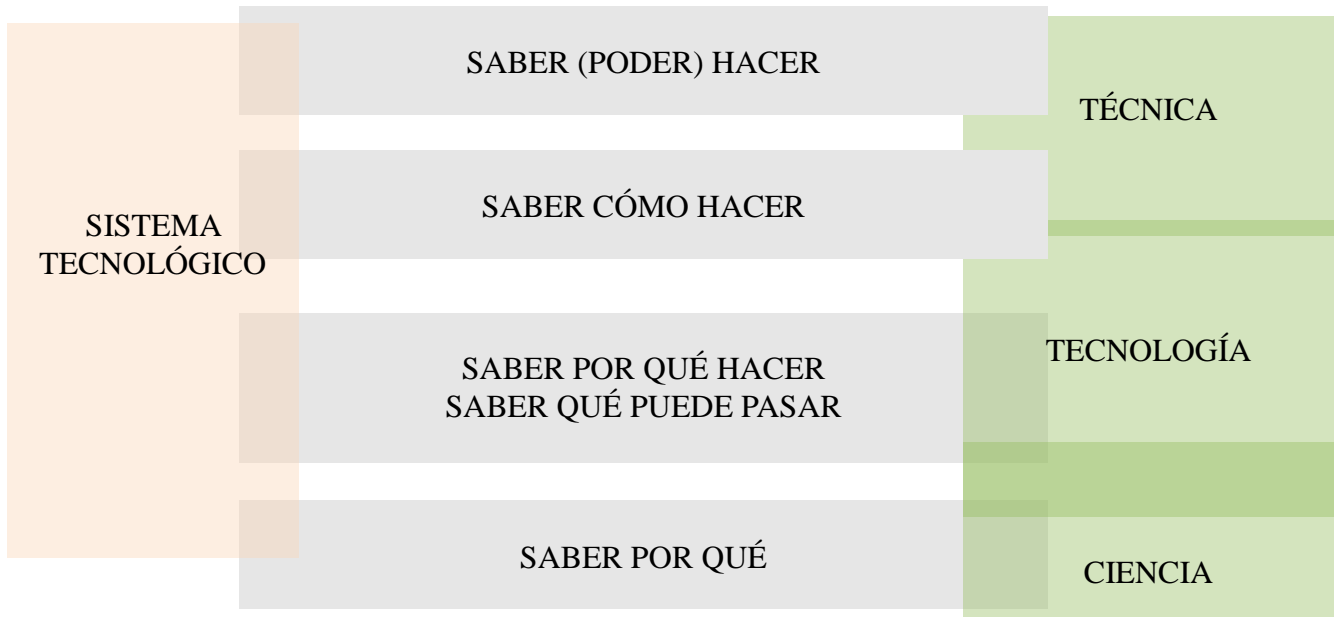 SISTEMA
TECNOLÓGICO
SABER (PODER) HACER
SABER CÓMO HACER
SABER POR QUÉ HACER
SABER QUÉ PUEDE PASAR
SABER POR QUÉ
TÉCNICA
TECNOLOGÍA
CIENCIA